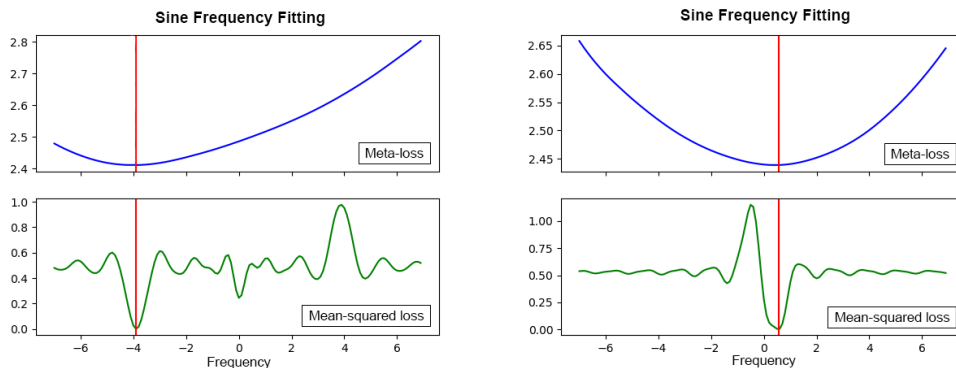 Sine Frequency Fitting
2.8
2.7
2.6
2.5
2.4
Meta-loss
1.0
0.8
0.6
0.4
0.2
0.0
Mean-squared loss
−6 −4 −2 0 2 4 6
Frequency
Sine Frequency Fitting
2.65
2.60
2.55
2.50
2.45
Meta-loss
1.00
0.75
0.50
0.25
0.00
Mean-squared loss
−6 −4 −2 0 2 4 6
Frequency